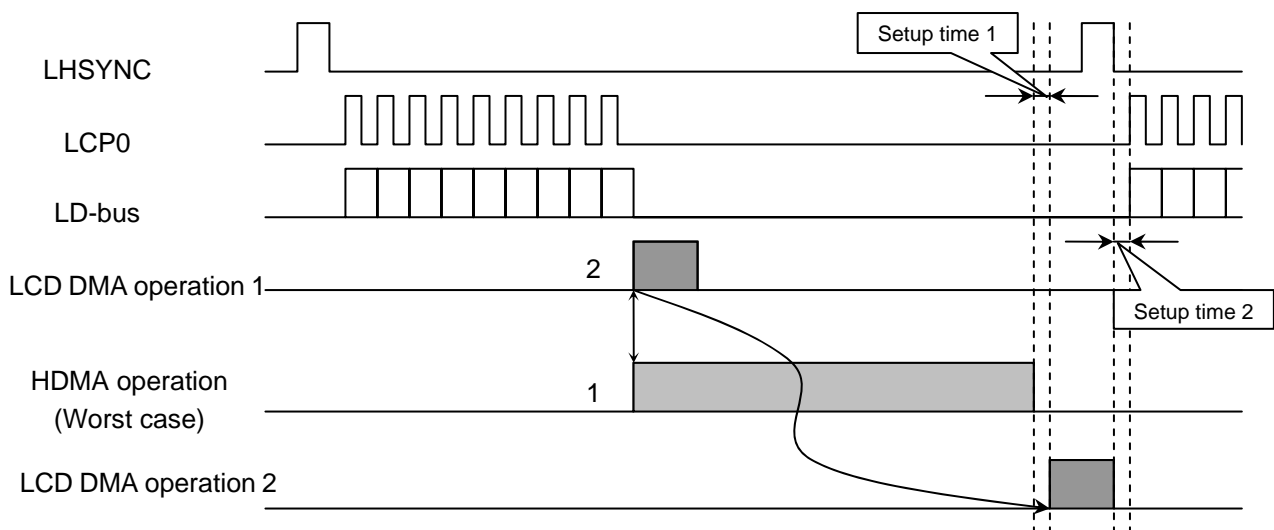 Setup time 1
LHSYNC
LCP0
LD-bus
2
LCD DMA operation 1
Setup time 2
HDMA operation
1
(Worst case)
LCD DMA operation 2